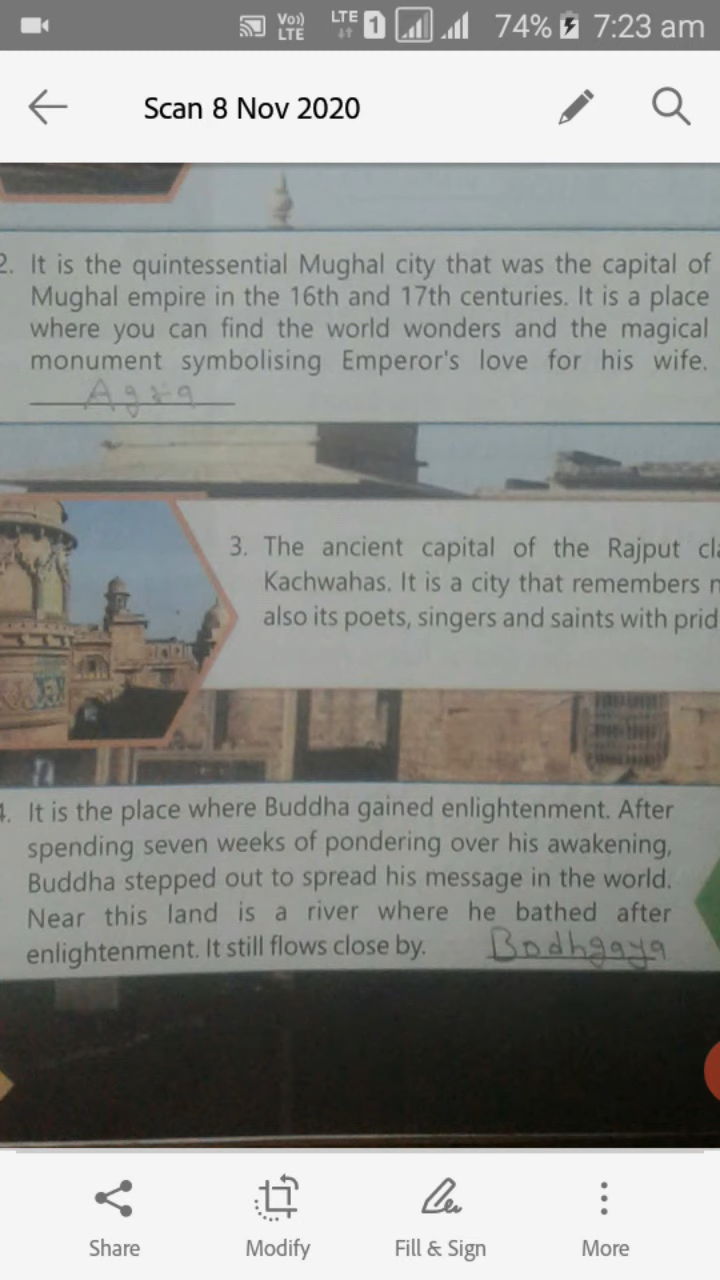 Vo)) LTE LTE 1 74% 7:23 am
Scan 8 Nov 2020
2. It is the quintessential Mughal city that was the capital of
Mughal empire in the 16th and 17th centuries. It is a place
where you can find the world wonders and the magical
monument symbolising Emperor's love for his wife.
Agra
3. The ancient capital of the Rajput
Kachwahas. It is a city that remembers
also its poets, singers and saints with
4. It is the place where Buddha gained enlightenment. After
spending seven weeks of pondering over his awakening,
Buddha stepped out to spread his message in the world.
Near this land is a river where he bathed after
enlightenment. It still flows close by. Bodhgaya
Share Modify Fill & Sign More